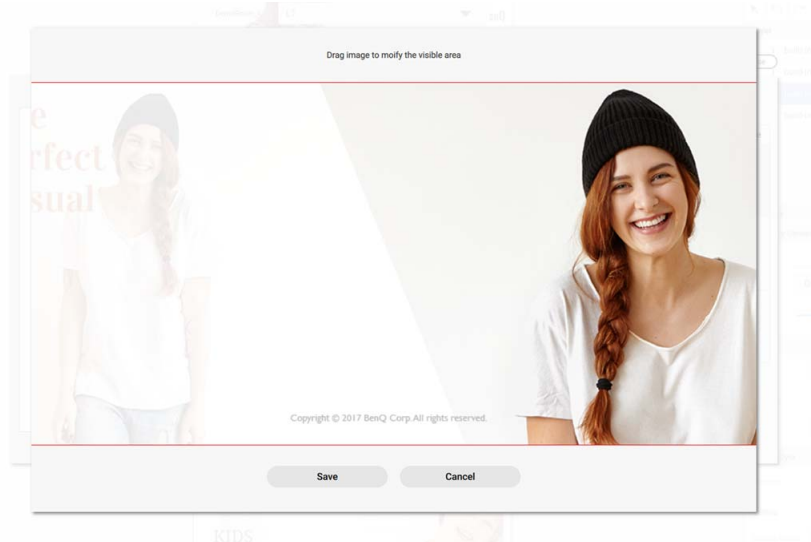 Drag image to moify the visible area
e
rfect
sual
Copyright © 2017 BenQ Corp. All rights reserved.
Save
Cancel
KIDS